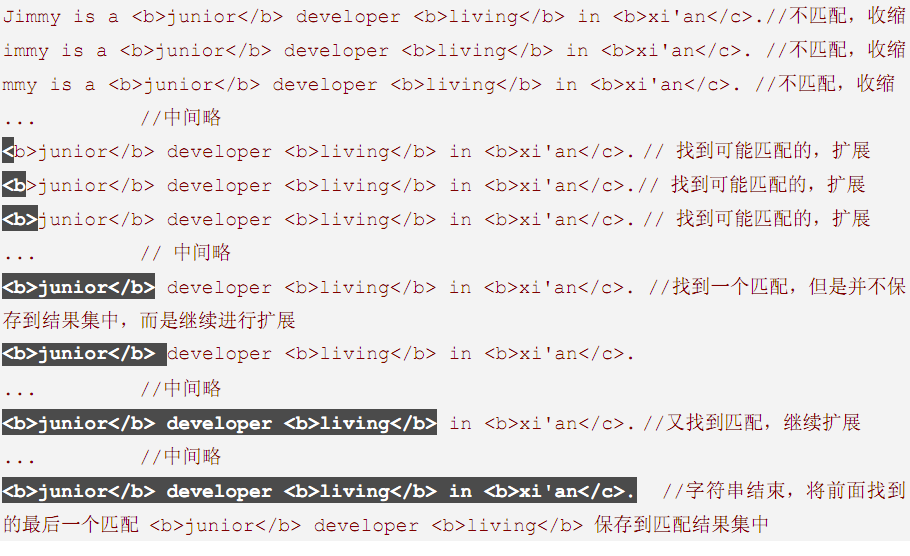 Jimmy is a <b>junior</b> developer <b>living</b> in <b>xi'an</c>.//不匹配，收缩
immy is a <b>junior</b> developer <b>living</b> in <b>xi'an</c>. //不匹配，收缩
mmy is a <b>junior</b> developer <b>living</b> in <b>xi'an</c>. //不匹配，收缩
... //中间略
<b>junior</b> developer <b>living</b> in <b>xi'an</c>.// 找到可能匹配的，扩展
<b>junior</b> developer <b>living</b> in <b>xi'an</c>.// 找到可能匹配的，扩展
<b>junior</b> developer <b>living</b> in <b>xi'an</c>.// 找到可能匹配的，扩展
... // 中间略
<b>junior</b> developer <b>living</b> in <b>xi'an</c>. //找到一个匹配，但是并不保
存到结果集中，而是继续进行扩展
<b>junior</b> developer <b>living</b> in <b>xi'an</c>.
... //中间略
<b>junior</b> developer <b>living</b> in <b>xi'an</c>.//又找到匹配，继续扩展
... //中间略
<b>junior</b> developer <b>living</b> in <b>xi'an</c>. //字符串结束，将前面找到
的最后一个匹配 <b>junior</b> developer <b>living</b> 保存到匹配结果集中